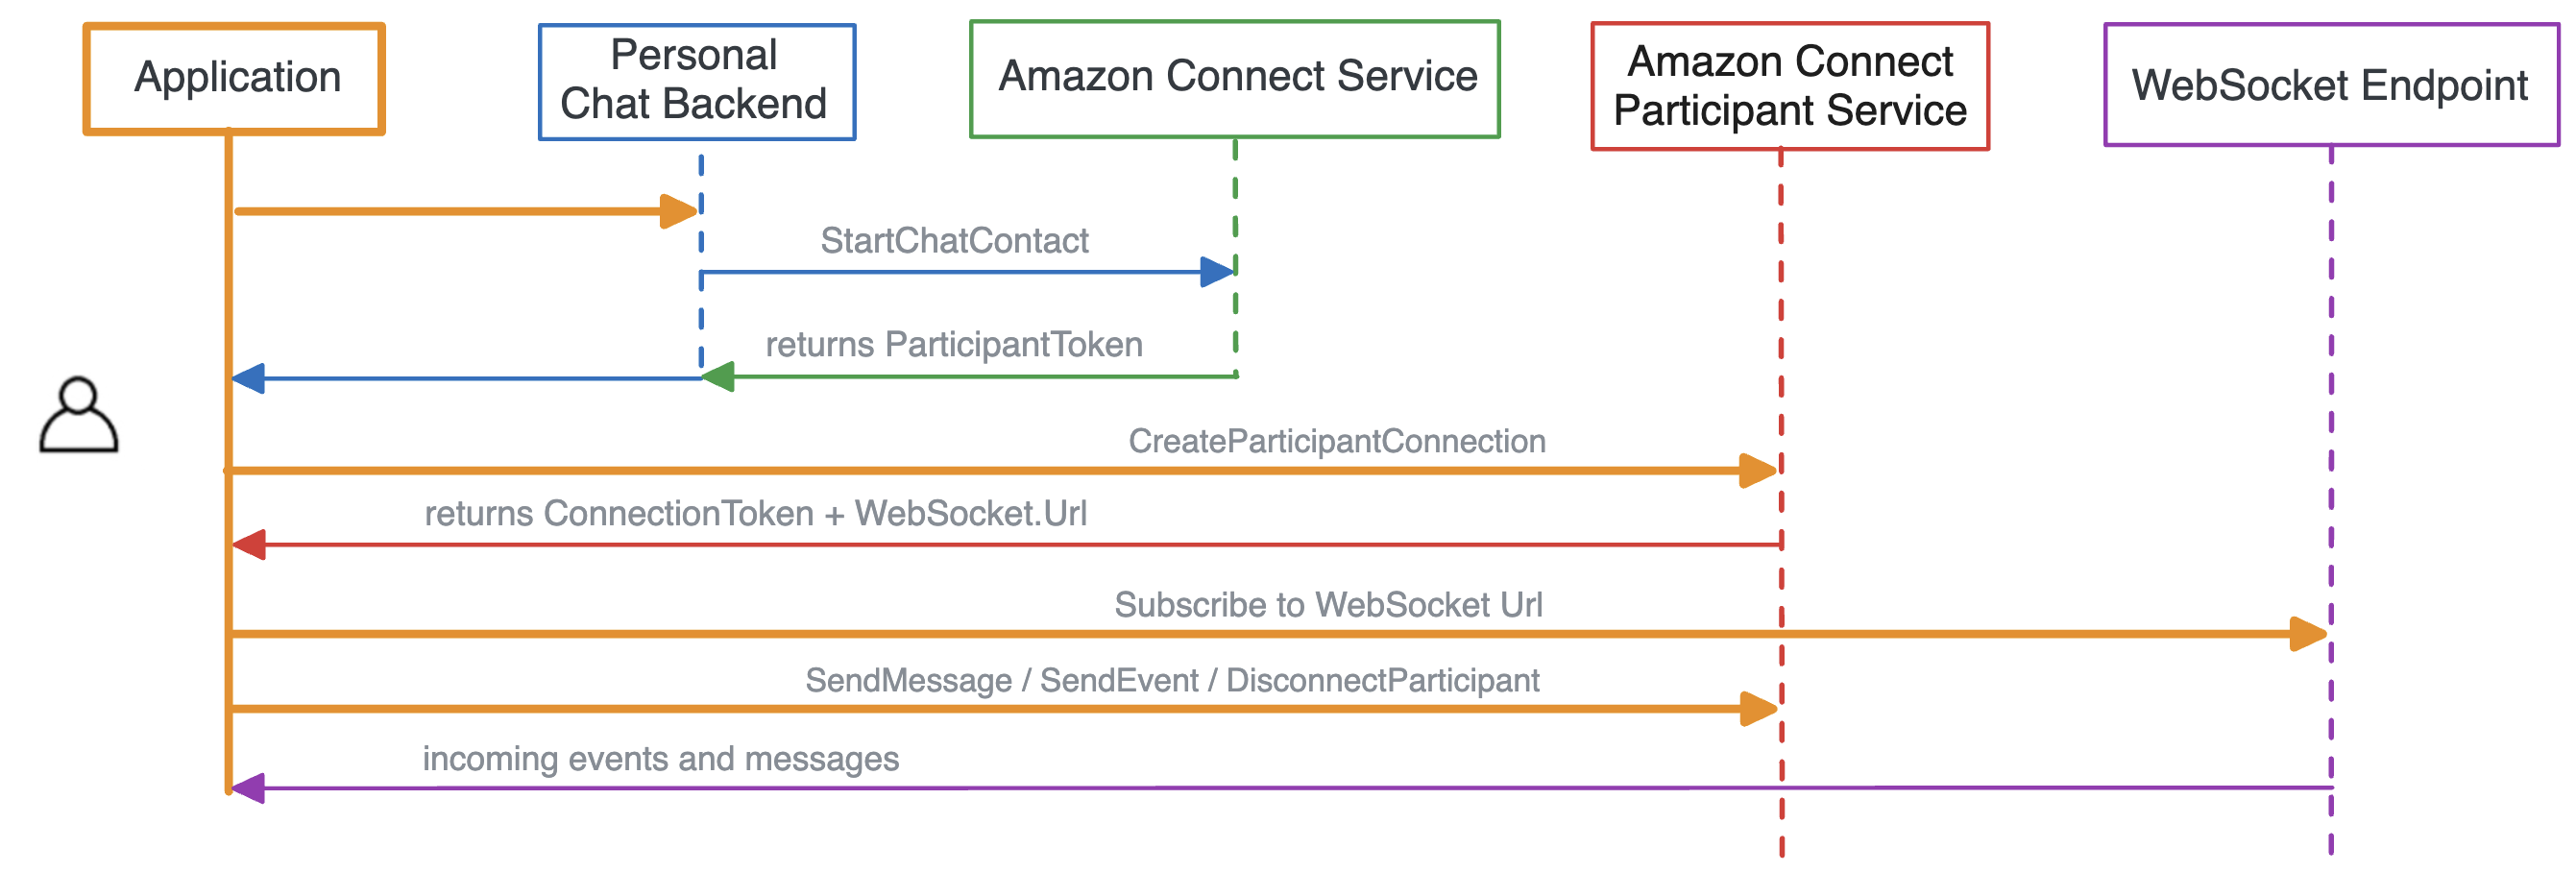 Application
Personal
Chat Backend
Amazon Connect Service
Amazon Connect
Participant Service
WebSocket Endpoint
StartChatContact
returns ParticipantToken
CreateParticipantConnection
returns ConnectionToken + WebSocket.Url
Subscribe to WebSocket Url
SendMessage / SendEvent / DisconnectParticipant
incoming events and messages